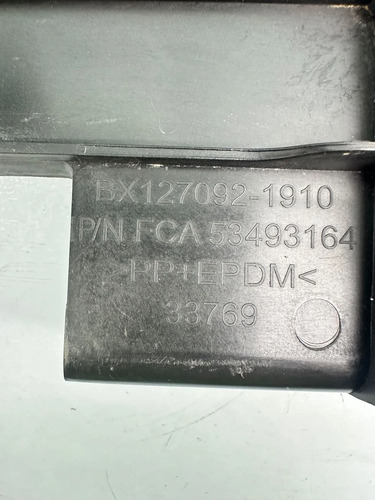 BX127092-1910
P/N FCA 53493164
>PP+EPDM<
33769